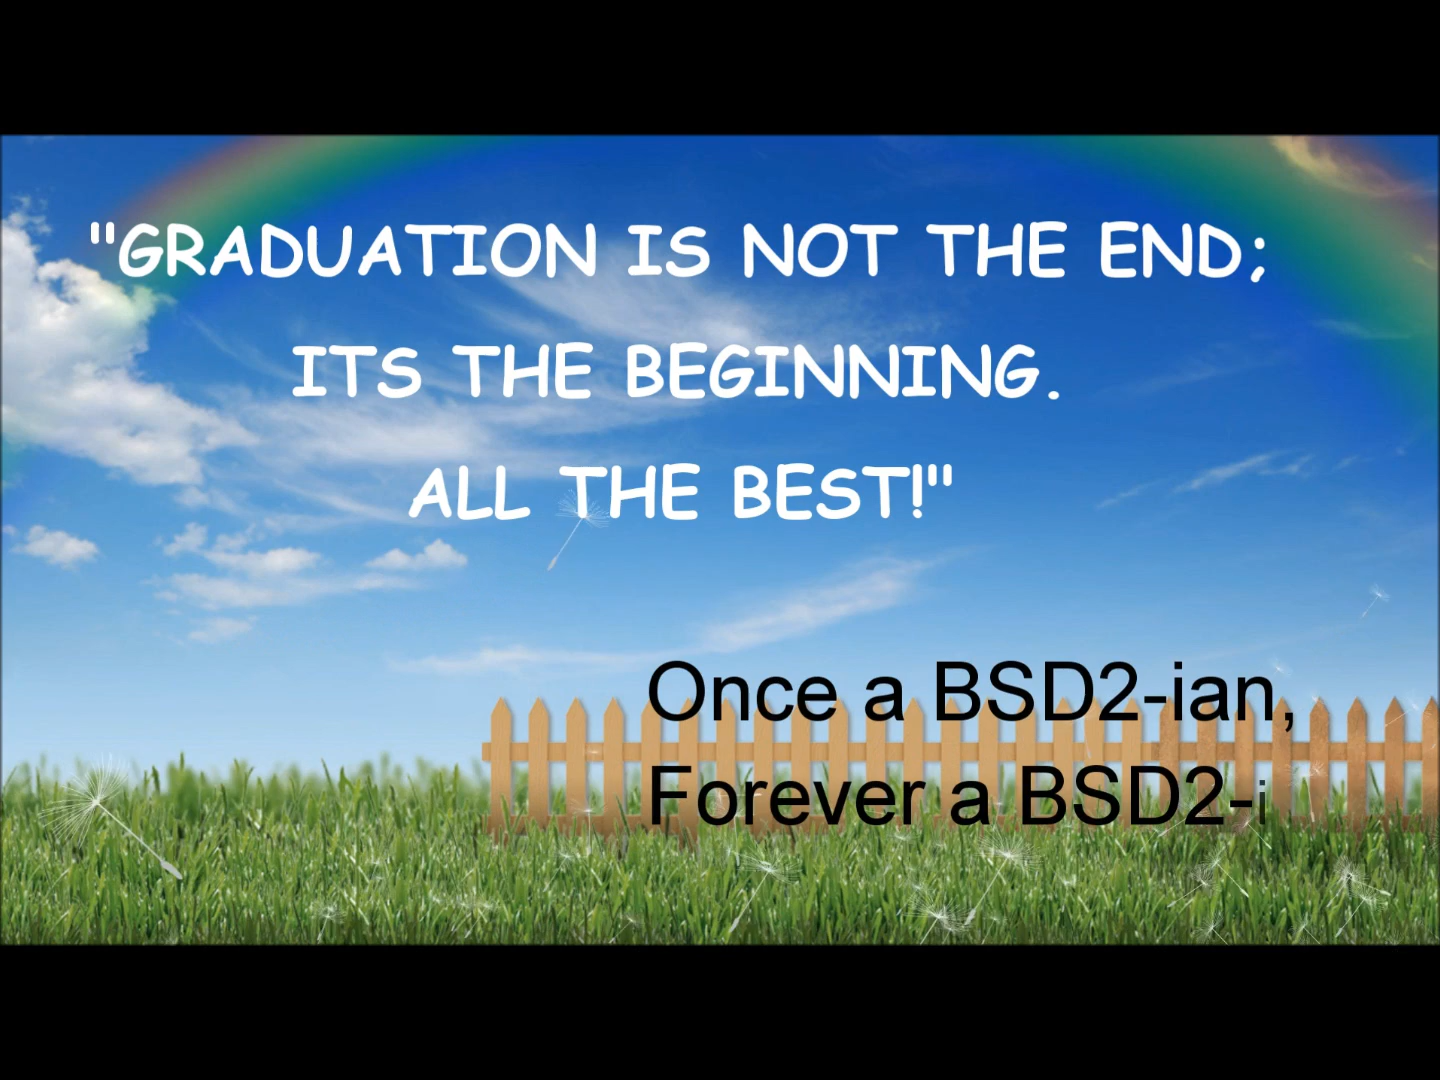 "GRADUATION IS NOT THE END;
ITS THE BEGINNING.
ALL THE BEST!"
Once a BSD2-ian,
Forever a BSD2-i